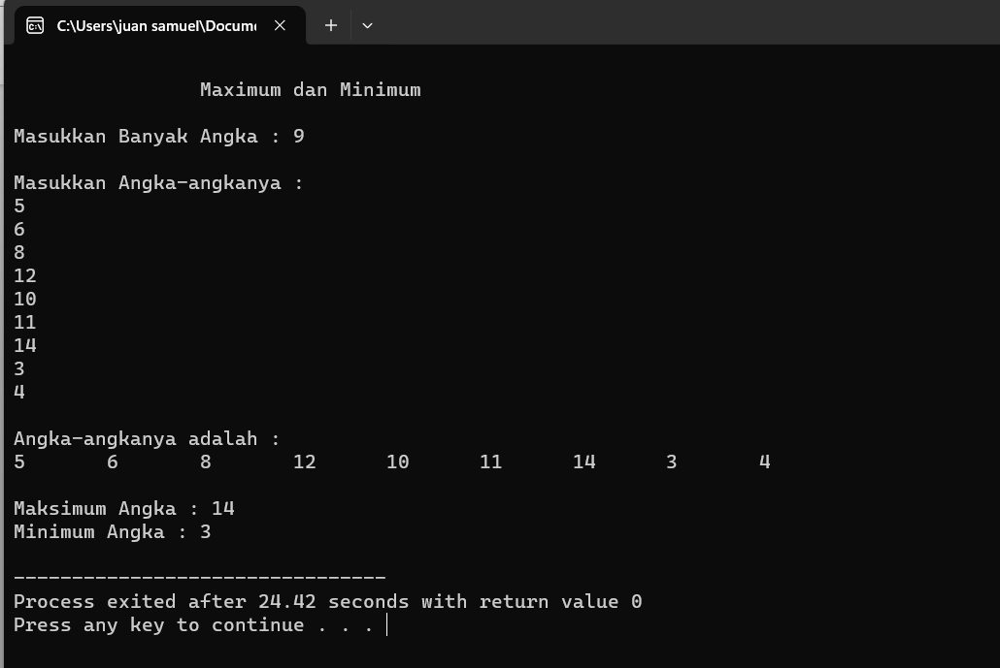 C:\Users\juan samuel\Docum
Maximum dan Minimum
Masukkan Banyak Angka : 9
Masukkan Angka-angkanya :
5
6
8
12
10
11
14
3
4
Angka-angkanya adalah :
5 6 8 12 10 11 14 3 4
Maksimum Angka : 14
Minimum Angka : 3
--------------------------------
Process exited after 24.42 seconds with return value 0
Press any key to continue . . .